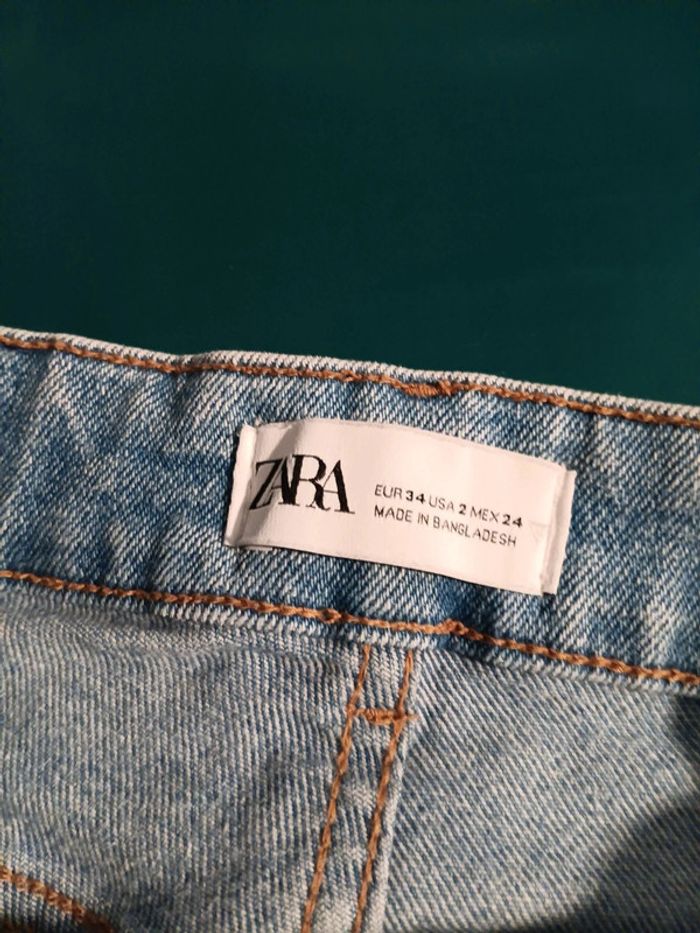 ZARA
EUR 34 USA 2 MEX 24
MADE IN BANGLADESH